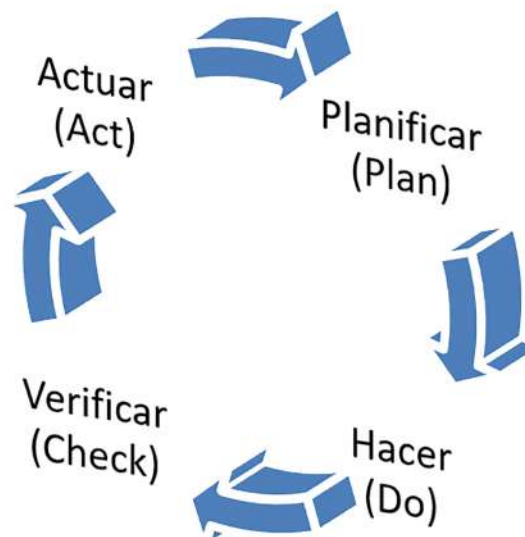 Actuar
(Act)
Planificar
(Plan)
Hacer
(Do)
Verificar
(Check)